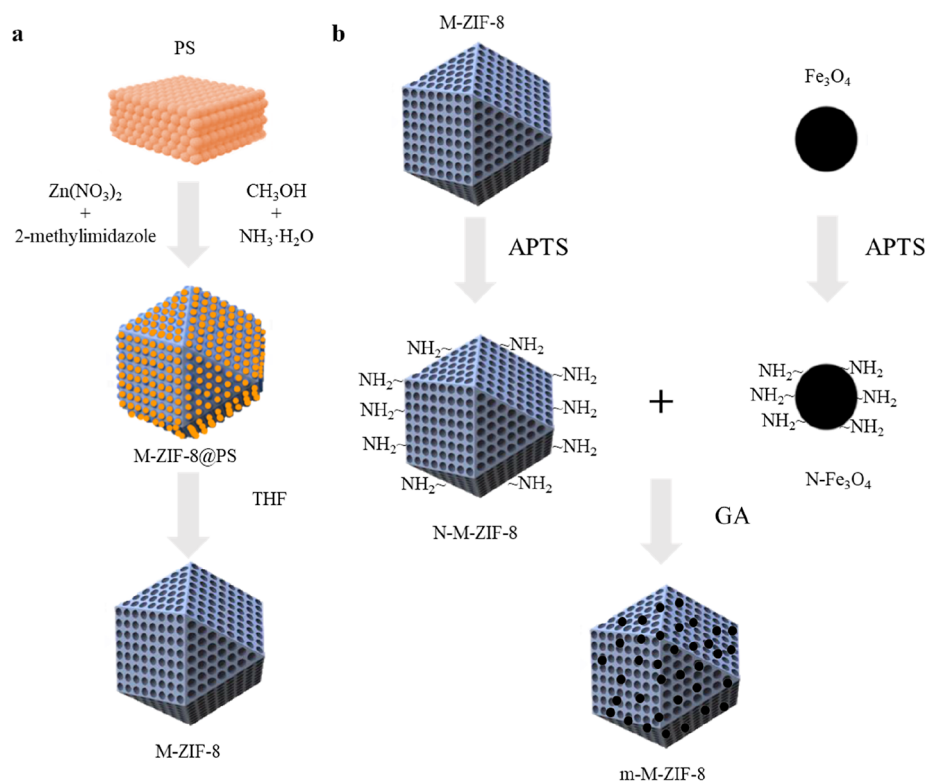 a
PS
Zn(NO₃)₂
+
2-methylimidazole
CH₃OH
+
NH₃·H₂O
M-ZIF-8@PS
THF
M-ZIF-8
b
M-ZIF-8
Fe₃O₄
APTS
APTS
NH₂~
~NH₂
NH₂~
~NH₂
NH₂~
~NH₂
NH₂~
~NH₂
NH₂~
~NH₂
N-M-ZIF-8
+
NH₂~
~NH₂
NH₂~
~NH₂
NH₂~
~NH₂
N-Fe₃O₄
GA
m-M-ZIF-8